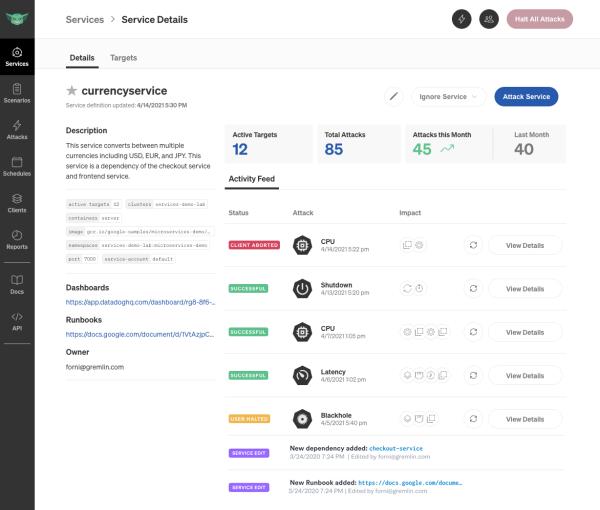 Services > Service Details
Halt All Attacks
Services
Scenarios
Attacks
Schedules
Clients
Reports
Docs
API
Details Targets
currencyservice
Service definition updated: 4/14/2021 5:30 PM
Ignore Service
Attack Service
Description
This service converts between multiple
currencies including USD, EUR, and JPY. This
service is a dependency of the checkout service
and frontend service.
active targets 12 clusters services-demo-lab
containers server
image gcr.io/google-samples/microservices-demo/…
namespaces services-demo-lab:microservices-demo
port 7000 service-account default
Dashboards
https://app.datadoghq.com/dashboard/rg8-8f6-..
Runbooks
https://docs.google.com/document/d/1VtAzjpC...
Owner
forni@gremlin.com
Active Targets
12
Total Attacks
85
Attacks this Month
45
Last Month
40
Activity Feed
Status Attack Impact
CLIENT ABORTED
CPU
4/14/2021 5:22 pm
View Details
SUCCESSFUL
Shutdown
4/13/2021 5:20 pm
View Details
SUCCESSFUL
CPU
4/7/2021 1:05 pm
View Details
SUCCESSFUL
Latency
4/6/2021 1:02 pm
View Details
USER HALTED
Blackhole
4/5/2021 5:40 pm
View Details
SERVICE EDIT
New dependency added: checkout-service
3/24/2020 7:24 PM | Edited by forni@gremlin.com
SERVICE EDIT
New Runbook added: https://docs.google.com/docume…
5/24/2020 7:24 PM | Edited by forni@gremlin.com